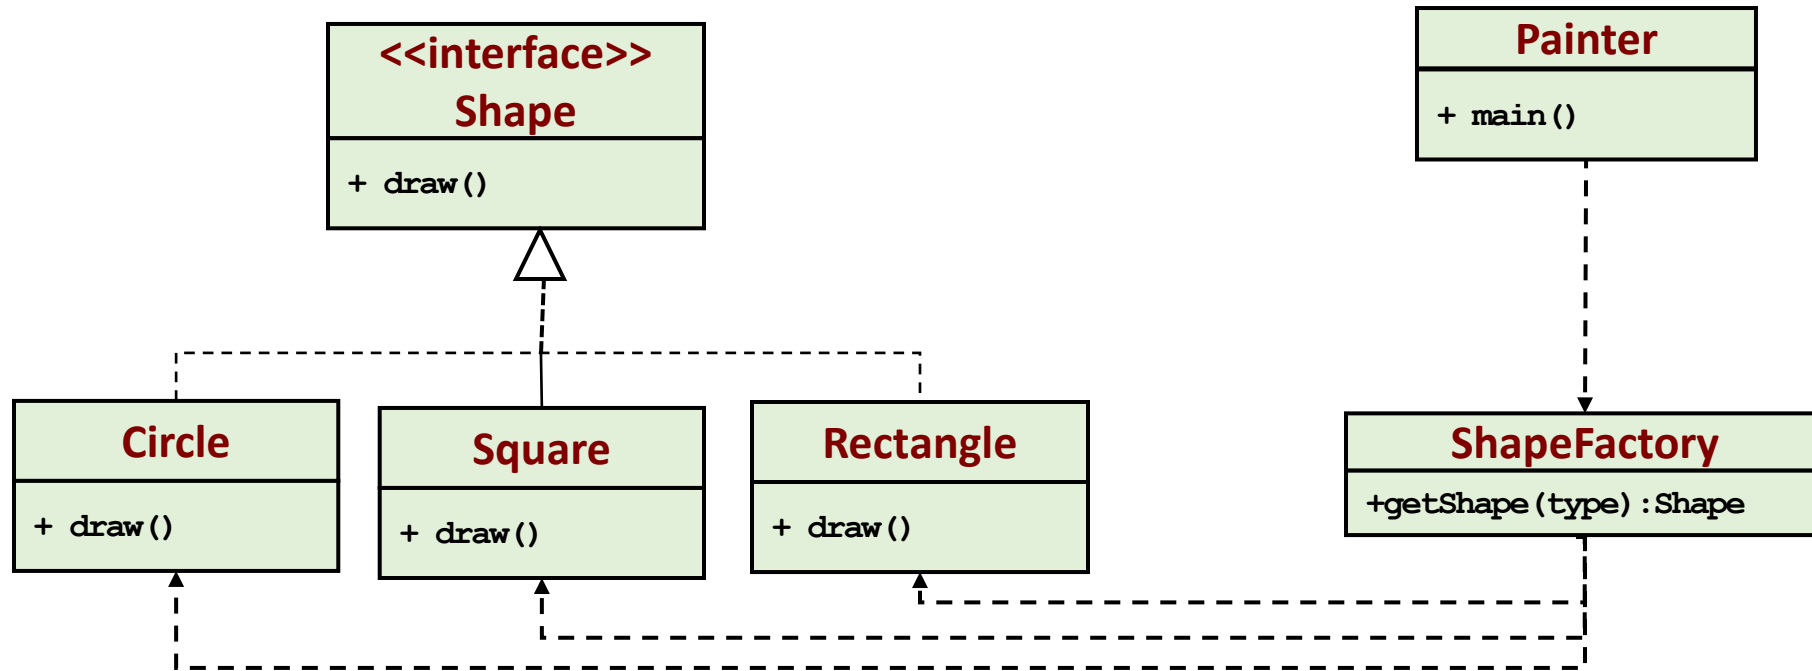 <<interface>>
Shape
+ draw()
Painter
+ main()
Circle
+ draw()
Square
+ draw()
Rectangle
+ draw()
ShapeFactory
+getShape(type):Shape